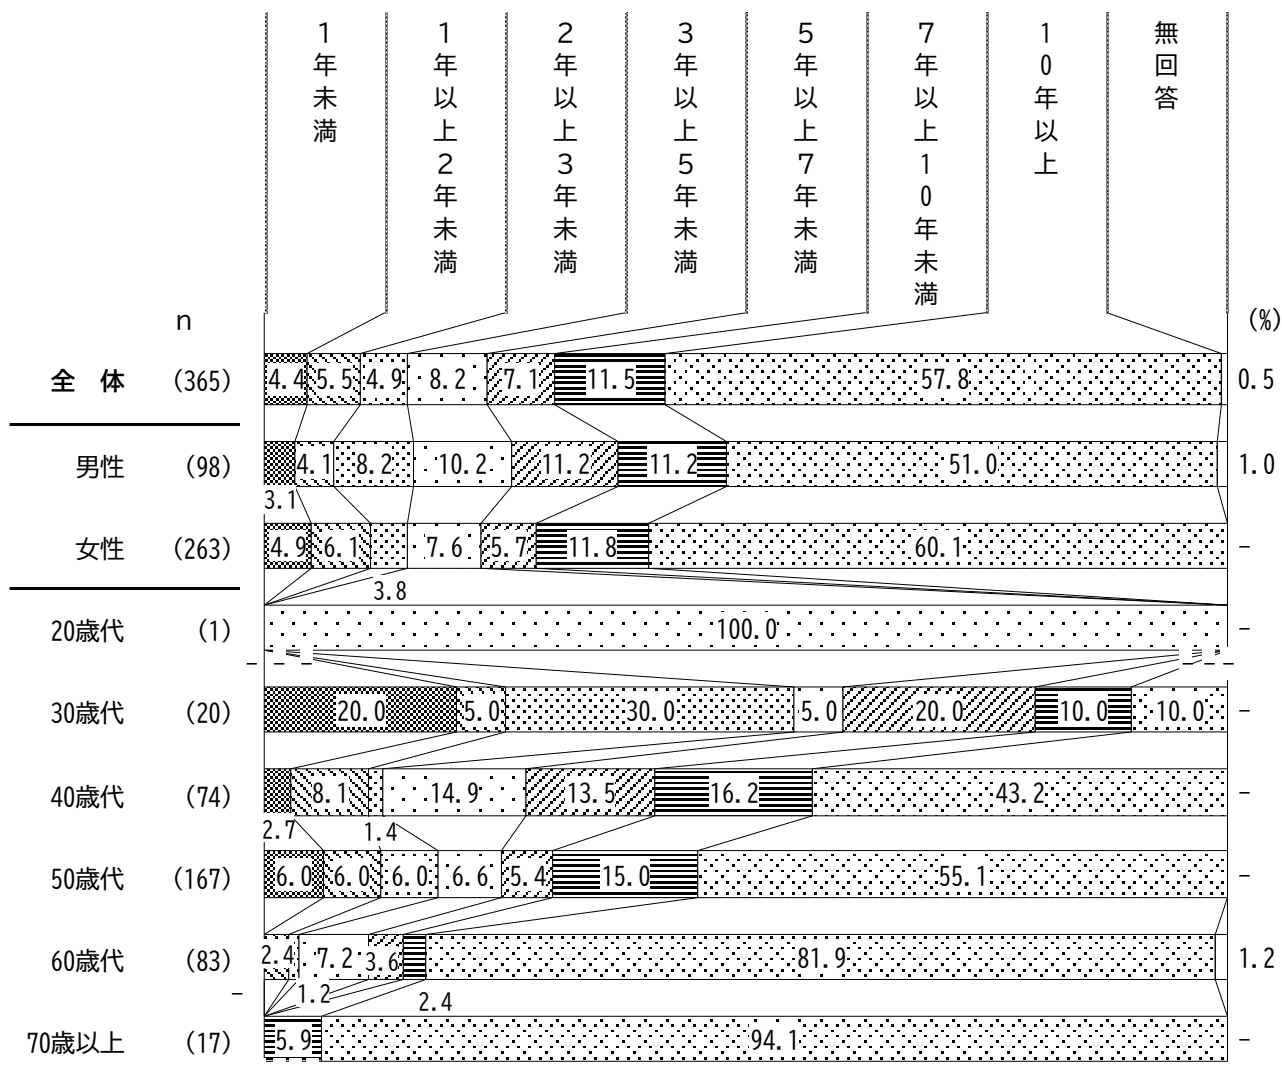 1年未満
1年以上2年未満
2年以上3年未満
3年以上5年未満
5年以上7年未満
7年以上10年未満
10年以上
無回答
n
(%)
全 体 (365) 4.4 5.5 4.9 8.2 7.1 11.5 57.8 0.5
男性 (98) 4.1 8.2 10.2 11.2 11.2 51.0 1.0
3.1
女性 (263) 4.9 6.1 7.6 5.7 11.8 60.1 -
3.8
20歳代 (1) 100.0 -
- - - - - -
30歳代 (20) 20.0 5.0 30.0 5.0 20.0 10.0 10.0 -
40歳代 (74) 8.1 14.9 13.5 16.2 43.2 -
2.7 1.4
50歳代 (167) 6.0 6.0 6.0 6.6 5.4 15.0 55.1 -
60歳代 (83) 2.4 7.2 3.6 81.9 1.2
- 1.2 2.4
70歳以上 (17) 5.9 94.1 -